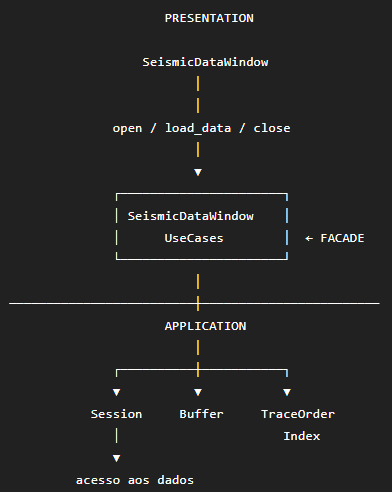 PRESENTATION
SeismicDataWindow
open / load_data / close
SeismicDataWindow
UseCases ← FACADE
APPLICATION
Session Buffer TraceOrder
Index
acesso aos dados